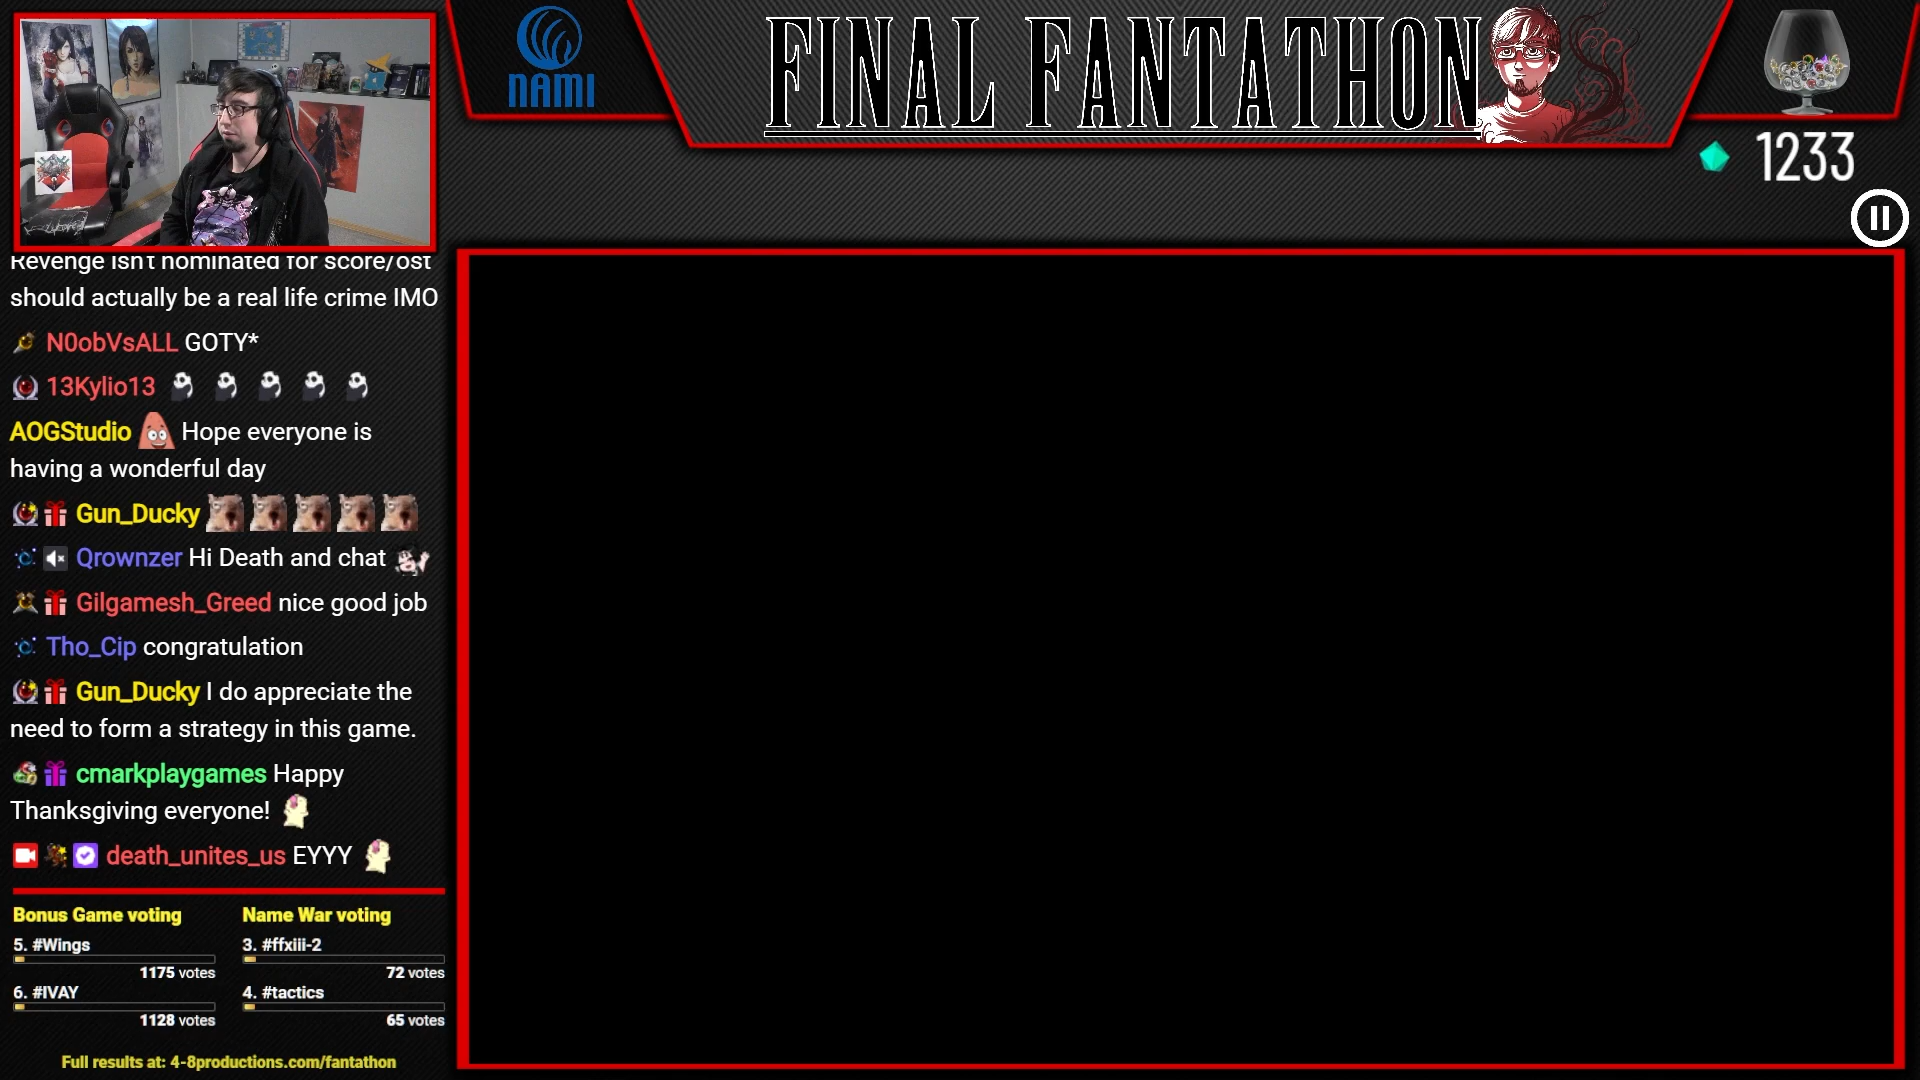 NAMI
FINAL FANTATHON
1233
Revenge isn't nominated for score/ost
should actually be a real life crime IMO
N0obVsALL GOTY*
13Kylio13
AOGStudio Hope everyone is
having a wonderful day
Gun_Ducky
Qrownzer Hi Death and chat
Gilgamesh_Greed nice good job
Tho_Cip congratulation
Gun_Ducky I do appreciate the
need to form a strategy in this game.
cmarkplaygames Happy
Thanksgiving everyone!
death_unites_us EYYY
Bonus Game voting
5. #Wings
1175 votes
6. #IVAY
1128 votes
Name War voting
3. #ffxiii-2
72 votes
4. #tactics
65 votes
Full results at: 4-8productions.com/fantathon